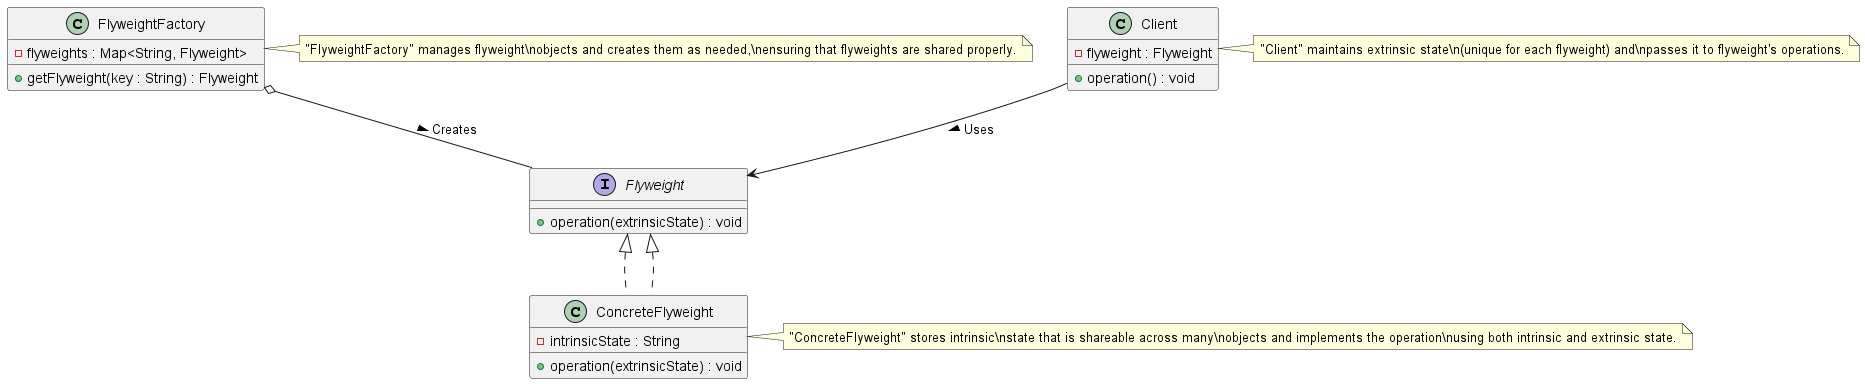 C FlyweightFactory
flyweights : Map<String, Flyweight>
getFlyweight(key : String) : Flyweight
"FlyweightFactory" manages flyweight\nobjects and creates them as needed,\nensuring that flyweights are shared properly.
C Client
flyweight : Flyweight
operation() : void
"Client" maintains extrinsic state\n(unique for each flyweight) and\npasses it to flyweight's operations.
Creates
Uses
I Flyweight
operation(extrinsicState) : void
C ConcreteFlyweight
intrinsicState : String
operation(extrinsicState) : void
"ConcreteFlyweight" stores intrinsic\nstate that is shareable across many\nobjects and implements the operation\nusing both intrinsic and extrinsic state.